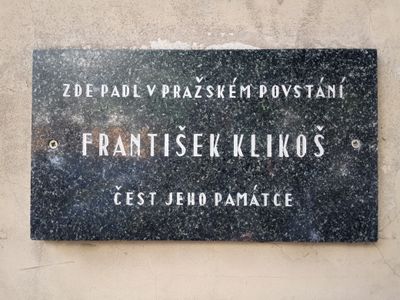 ZDE PADL V PRAŽSKÉM POVSTÁNÍ
FRANTIŠEK KLIKOŠ
ČEST JEHO PAMÁTCE